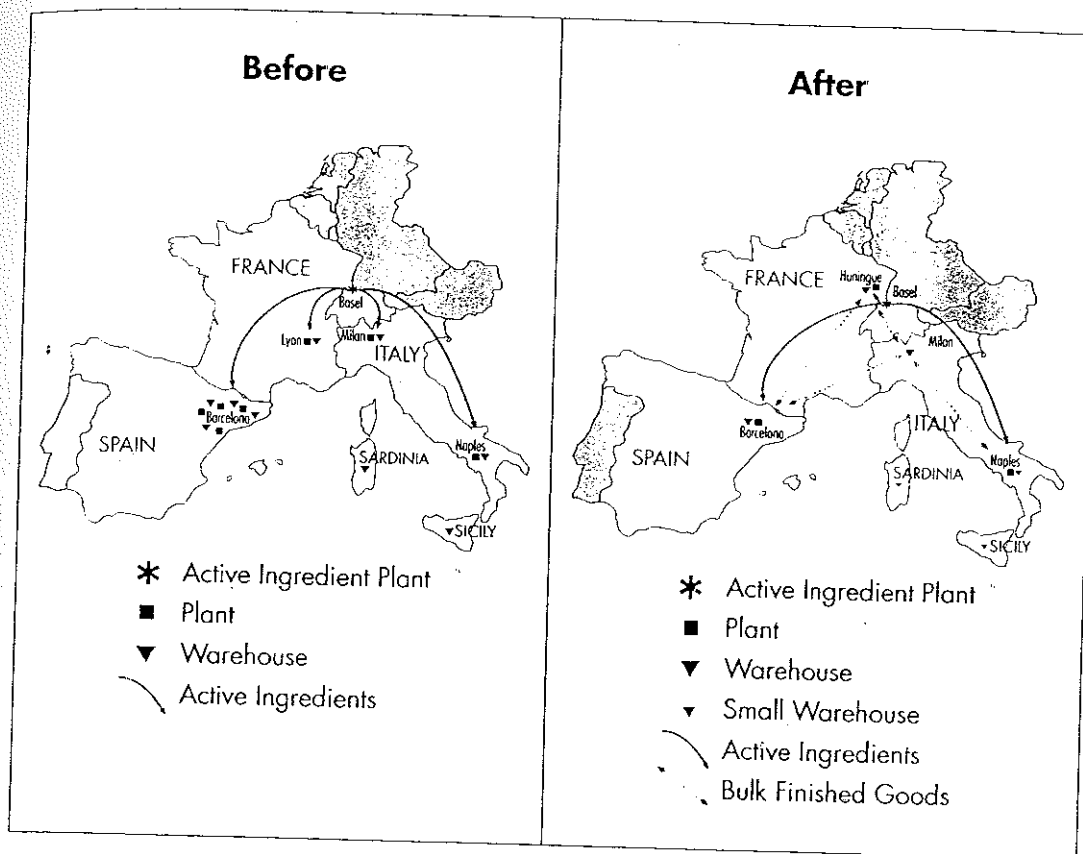 Before
FRANCE
Basel
Lyon
Milan
ITALY
Barcelona
SPAIN
SARDINIA
Naples
SICILY
Active Ingredient Plant
Plant
Warehouse
Active Ingredients
After
FRANCE
Huningue
Basel
Milan
ITALY
Barcelona
SPAIN
SARDINIA
Naples
SICILY
Active Ingredient Plant
Plant
Warehouse
Small Warehouse
Active Ingredients
Bulk Finished Goods